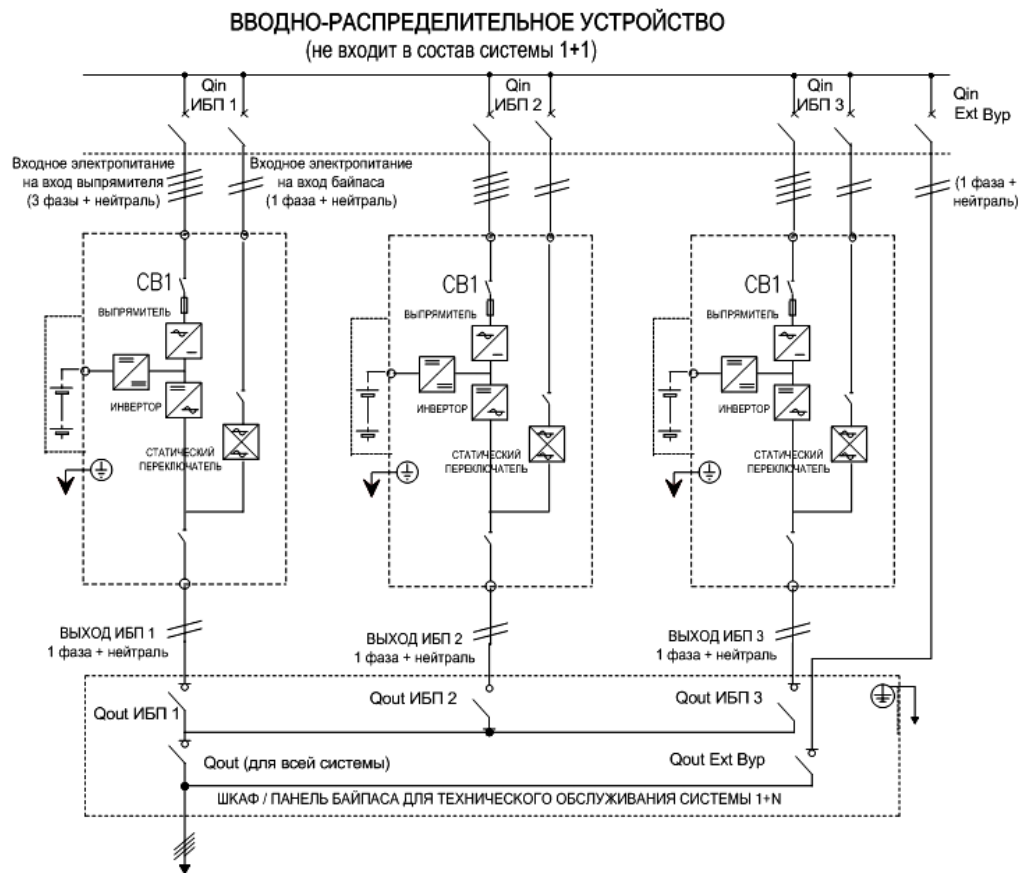 ВВОДНО-РАСПРЕДЕЛИТЕЛЬНОЕ УСТРОЙСТВО
(не входит в состав системы 1+1)
Qin
ИБП 1
Qin
ИБП 2
Qin
ИБП 3
Qin
Ext Byp
Входное электропитание
на вход выпрямителя
(3 фазы + нейтраль)
Входное электропитание
на вход байпаса
(1 фаза + нейтраль)
(1 фаза +
нейтраль)
CB1
ВЫПРЯМИТЕЛЬ
ИНВЕРТОР
СТАТИЧЕСКИЙ
ПЕРЕКЛЮЧАТЕЛЬ
CB1
ВЫПРЯМИТЕЛЬ
ИНВЕРТОР
СТАТИЧЕСКИЙ
ПЕРЕКЛЮЧАТЕЛЬ
CB1
ВЫПРЯМИТЕЛЬ
ИНВЕРТОР
СТАТИЧЕСКИЙ
ПЕРЕКЛЮЧАТЕЛЬ
ВЫХОД ИБП 1
1 фаза + нейтраль
ВЫХОД ИБП 2
1 фаза + нейтраль
ВЫХОД ИБП 3
1 фаза + нейтраль
Qout ИБП 1
Qout ИБП 2
Qout ИБП 3
Qout (для всей системы)
Qout Ext Byp
ШКАФ / ПАНЕЛЬ БАЙПАСА ДЛЯ ТЕХНИЧЕСКОГО ОБСЛУЖИВАНИЯ СИСТЕМЫ 1+N